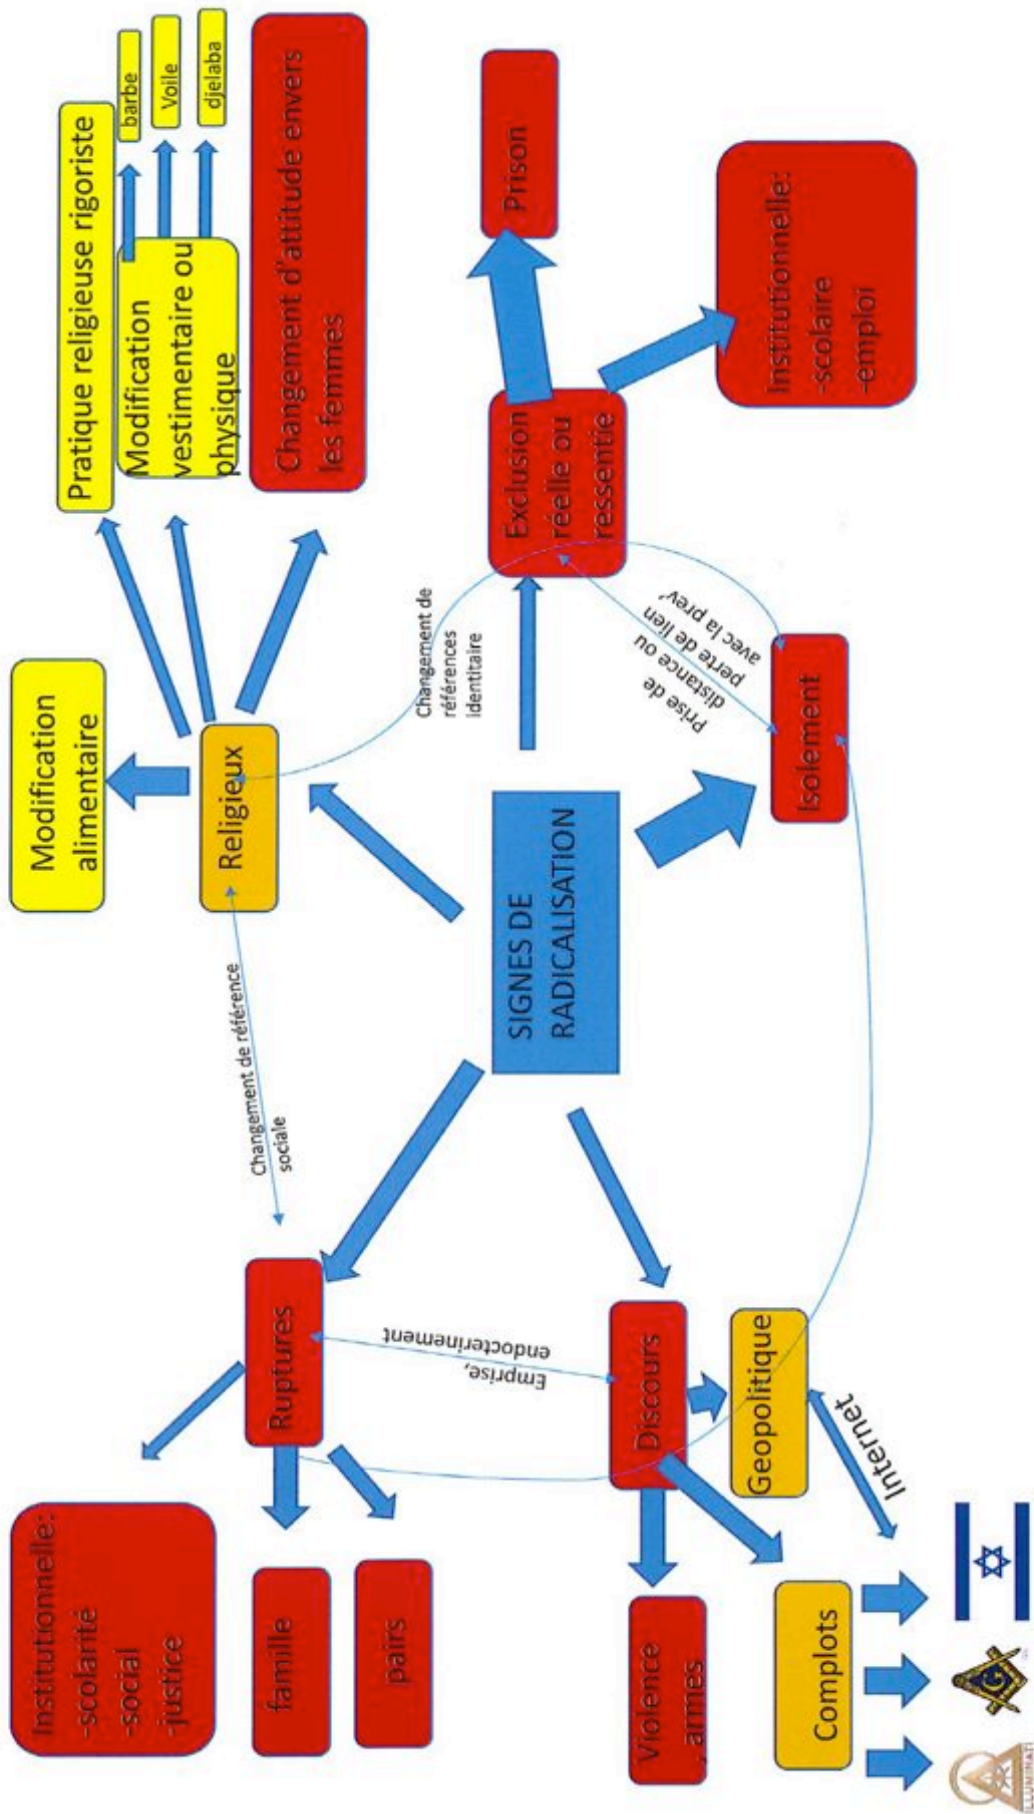 Institutionnelle:
-scolarité
-social
-justice
famille
pairs
Ruptures
Changement de référence
sociale
Religieux
Modification
alimentaire
Pratique religieuse rigoriste
Modification
vestimentaire ou
physique
barbe
Voile
djelaba
Changement d'attitude envers
les femmes
Changement de
références
identitaire
SIGNES DE
RADICALISATION
Exclusion
réelle ou
ressentie
Prison
Institutionnelle:
-scolaire
-emploi
Prise de
distance ou
perte de lien
avec la prev'
Isolement
Emprise,
endocterinement
Discours
Geopolitique
Internet
Violence
, armes
Complots
ILLUMINATI
G